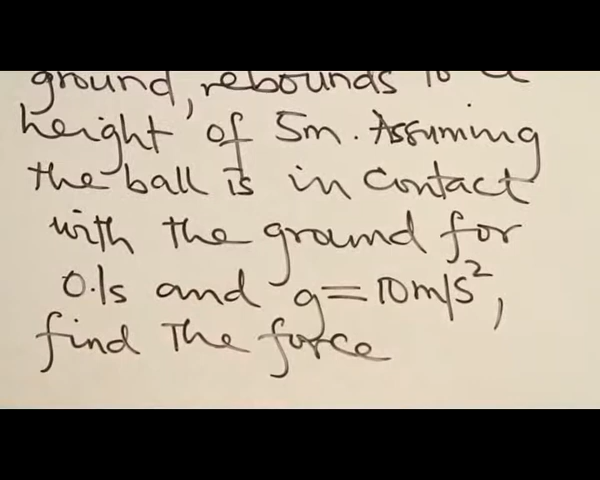 ground, rebounds to a
height of 5m. Assuming
the ball is in contact
with the ground for
0.1s and g=10m/s²,
find the force